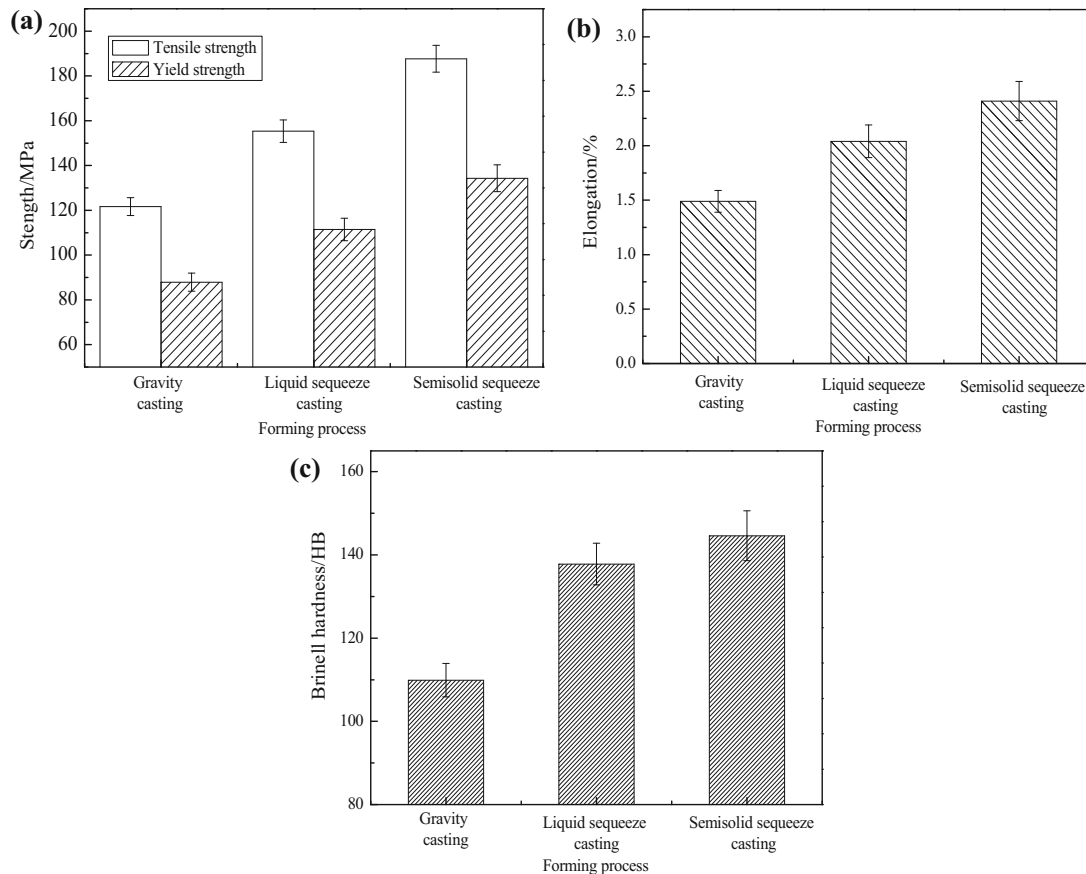 (a)
Tensile strength
Yield strength
Stength/MPa
200
180
160
140
120
100
80
60
Gravity
casting
Liquid sequeeze
casting
Semisolid sequeeze
casting
Forming process
(b)
Elongation/%
3.0
2.5
2.0
1.5
1.0
0.5
0.0
Gravity
casting
Liquid sequeeze
casting
Semisolid sequeeze
casting
Forming process
(c)
Brinell hardness/HB
160
140
120
100
80
Gravity
casting
Liquid sequeeze
casting
Semisolid sequeeze
casting
Forming process